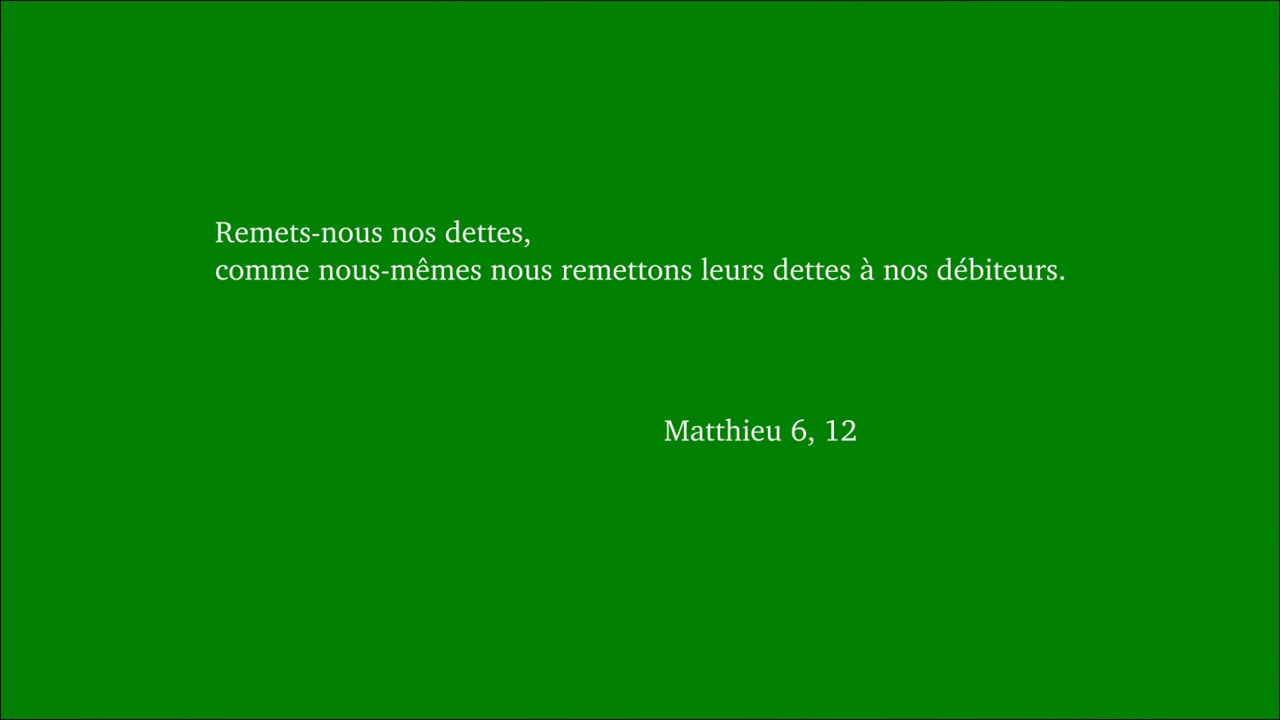 Remets-nous nos dettes,
comme nous-mêmes nous remettons leurs dettes à nos débiteurs.
Matthieu 6, 12